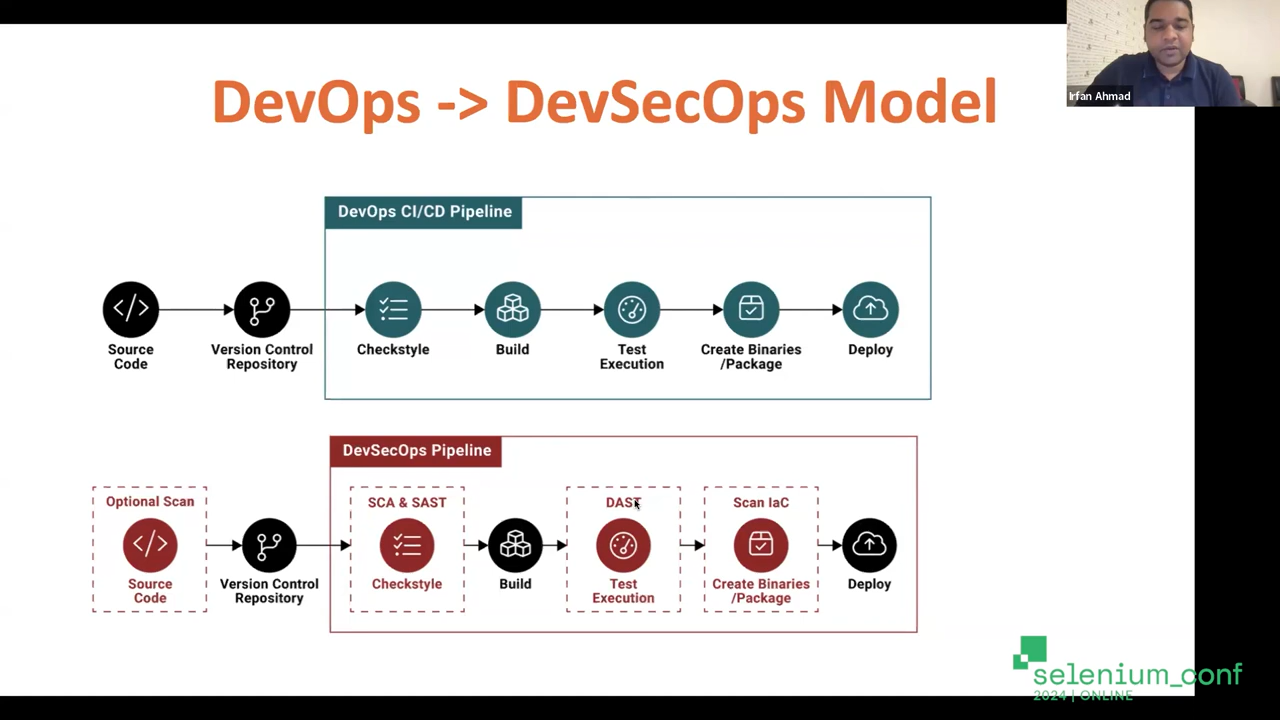 Irfan Ahmad
DevOps -> DevSecOps Model
DevOps CI/CD Pipeline
Source
Code
Version Control
Repository
Checkstyle
Build
Test
Execution
Create Binaries
/Package
Deploy
DevSecOps Pipeline
Optional Scan
Source
Code
Version Control
Repository
SCA & SAST
Checkstyle
Build
DAST
Test
Execution
Scan IaC
Create Binaries
/Package
Deploy
selenium_conf
2024 | ONLINE